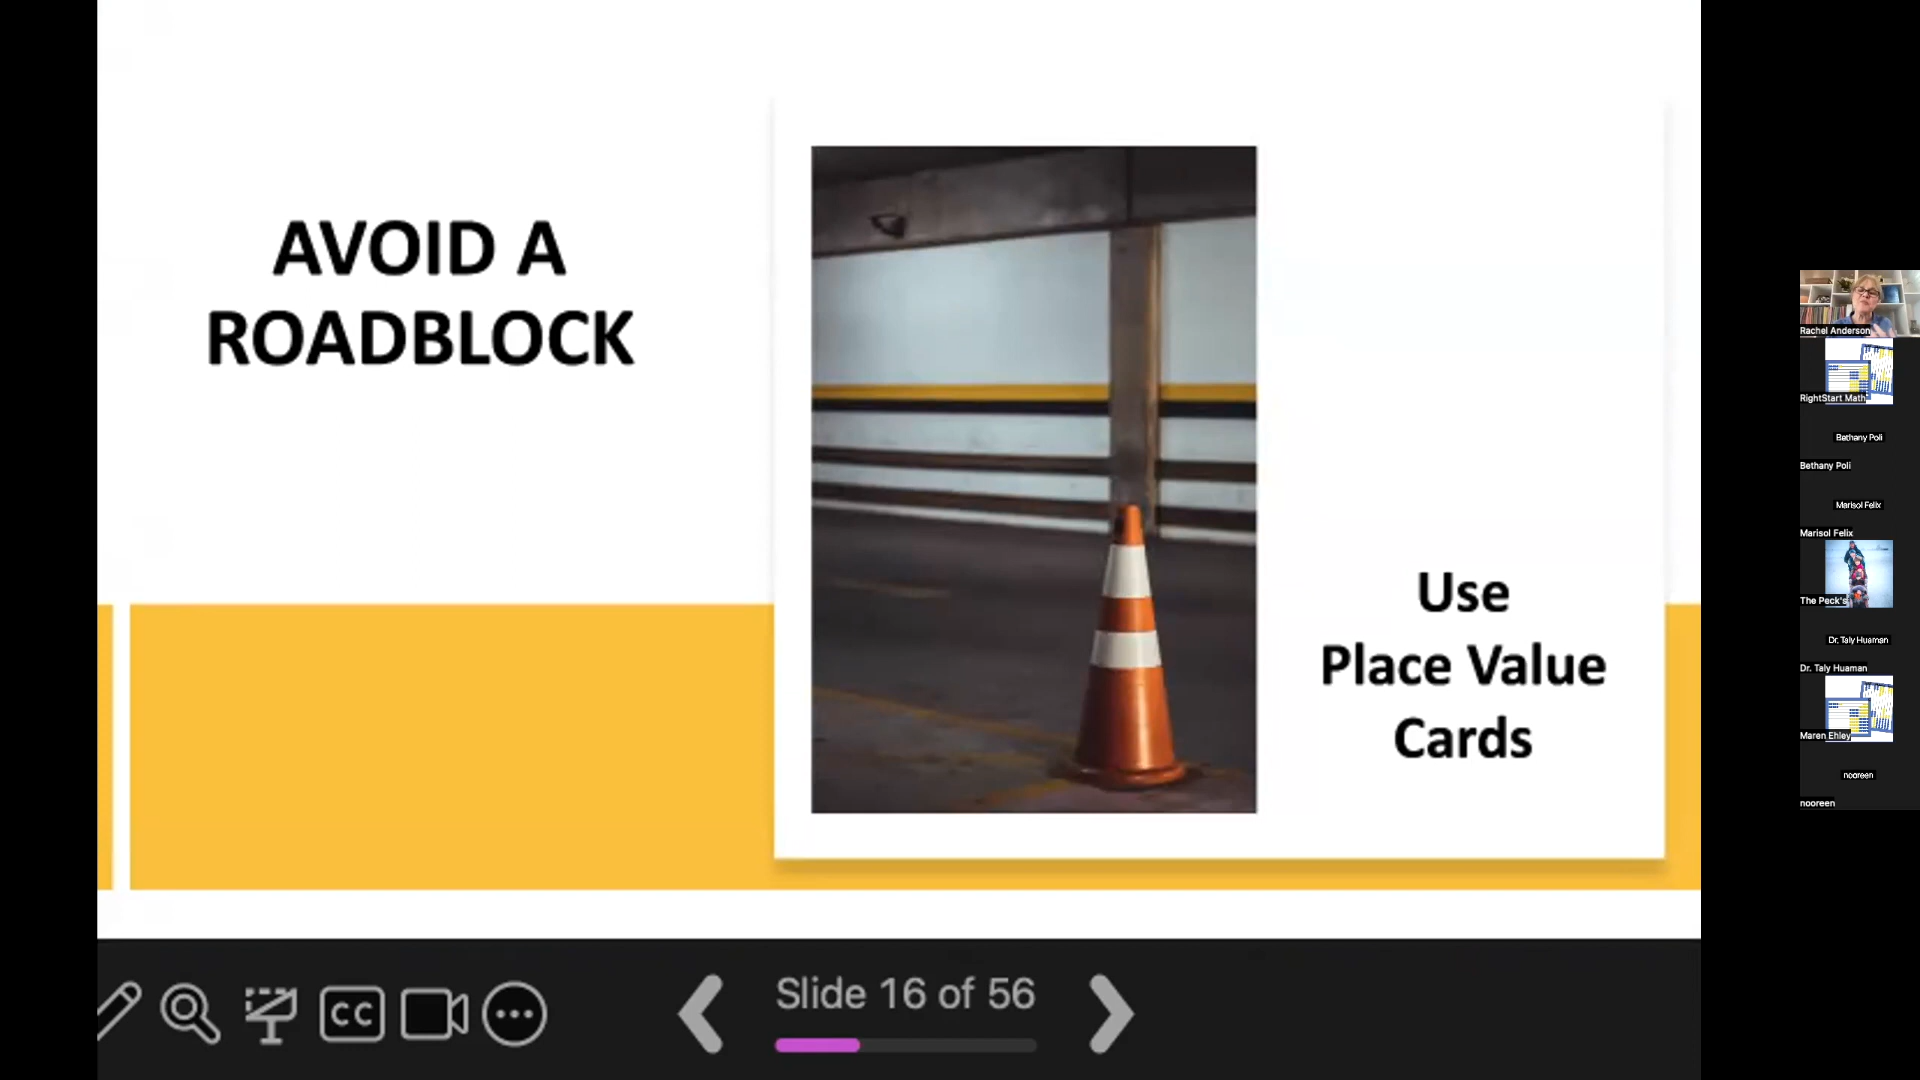 AVOID A
ROADBLOCK
Use
Place Value
Cards
CC
Slide 16 of 56
Rachel Anderson
RightStart Math
Bethany Poli
Bethany Poli
Marisol Felix
Marisol Felix
The Peck's
Dr. Taly Huaman
Dr. Taly Huaman
Maren Ehley
nooreen
nooreen